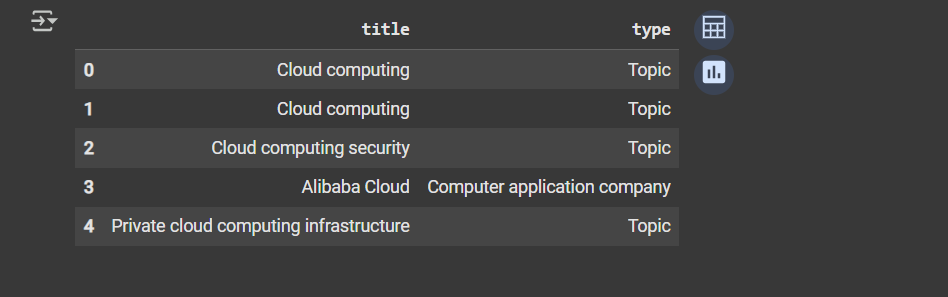 title type
0 Cloud computing Topic
1 Cloud computing Topic
2 Cloud computing security Topic
3 Alibaba Cloud Computer application company
4 Private cloud computing infrastructure Topic